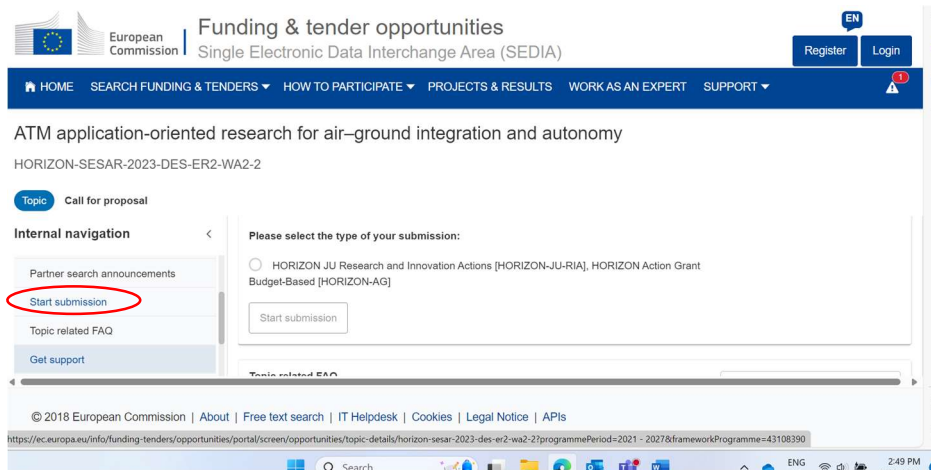 EN
European
Commission
Funding & tender opportunities
Single Electronic Data Interchange Area (SEDIA)
Register
Login
HOME SEARCH FUNDING & TENDERS HOW TO PARTICIPATE PROJECTS & RESULTS WORK AS AN EXPERT SUPPORT
1
ATM application-oriented research for air–ground integration and autonomy
HORIZON-SESAR-2023-DES-ER2-WA2-2
Topic Call for proposal
Internal navigation
Partner search announcements
Start submission
Topic related FAQ
Get support
Please select the type of your submission:
HORIZON JU Research and Innovation Actions [HORIZON-JU-RIA], HORIZON Action Grant
Budget-Based [HORIZON-AG]
Start submission
Topic related FAQ
© 2018 European Commission | About | Free text search | IT Helpdesk | Cookies | Legal Notice | APIs
https://ec.europa.eu/info/funding-tenders/opportunities/portal/screen/opportunities/topic-details/horizon-sesar-2023-des-er2-wa2-2?programmePeriod=2021 - 2027&frameworkProgramme=43108390
Search
ENG
2:49 PM